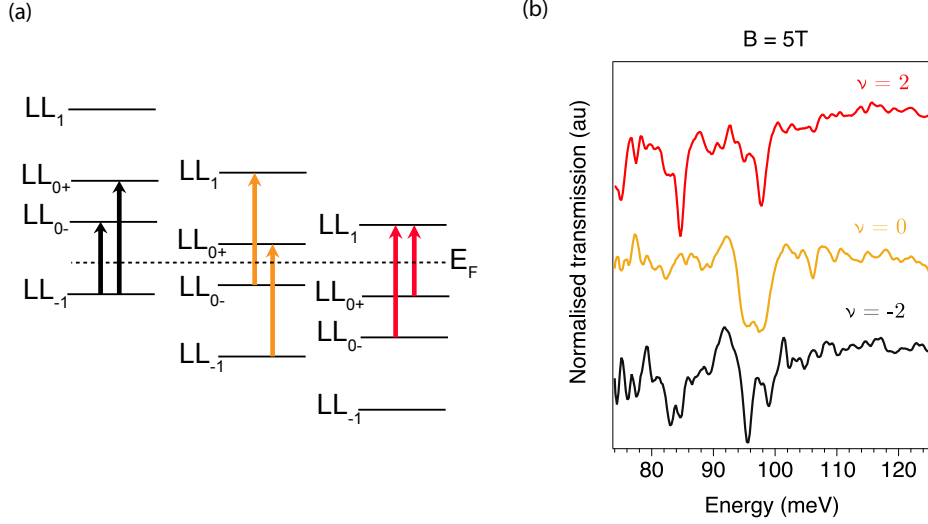 (a)
LL₁
LL₀₊
LL₀₋
LL₋₁
LL₁
LL₀₊
LL₀₋
LL₋₁
LL₁
E_F
LL₀₊
LL₀₋
LL₋₁
(b)
B = 5T
Normalised transmission (au)
ν = 2
ν = 0
ν = -2
80 90 100 110 120
Energy (meV)